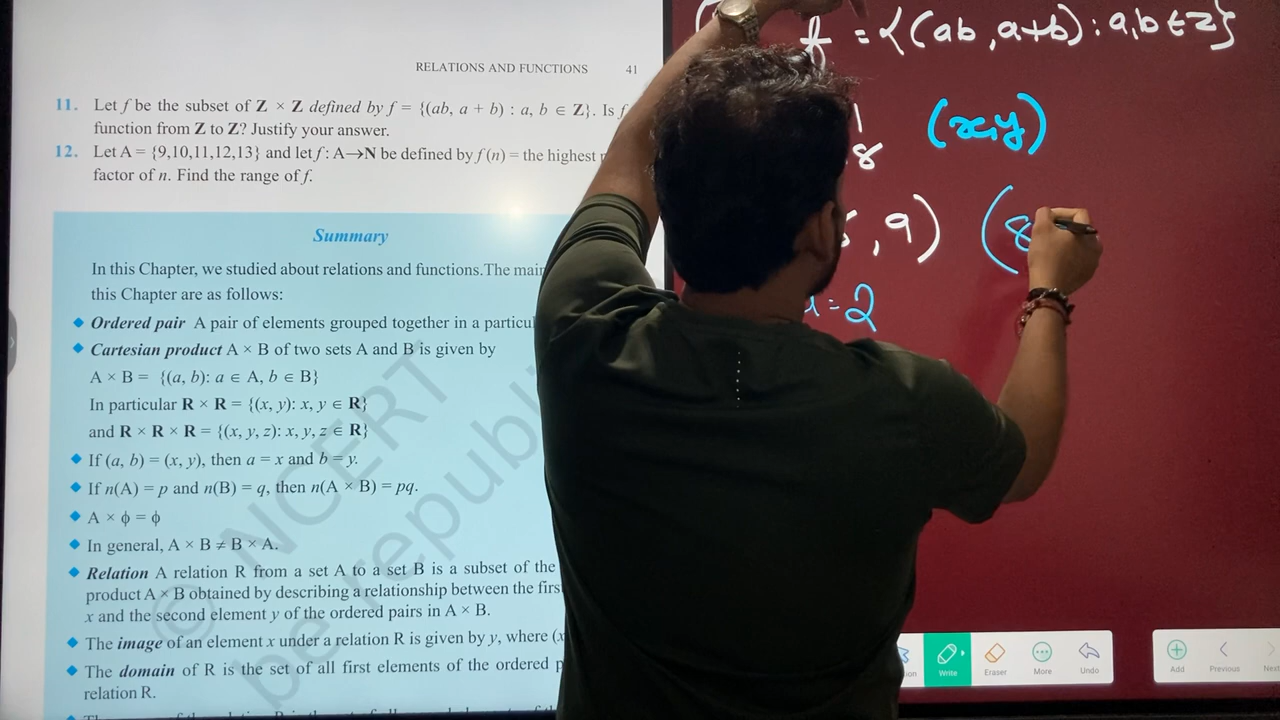 RELATIONS AND FUNCTIONS 41
11. Let f be the subset of Z × Z defined by f = {(ab, a + b) : a, b ∈ Z}. Is f
function from Z to Z? Justify your answer.
12. Let A = {9,10,11,12,13} and let f : A→N be defined by f (n) = the highest
factor of n. Find the range of f.
Summary
In this Chapter, we studied about relations and functions.The main
this Chapter are as follows:
◆ Ordered pair A pair of elements grouped together in a
◆ Cartesian product A × B of two sets A and B is given by
A × B = {(a, b): a ∈ A, b ∈ B}
In particular R × R = {(x, y): x, y ∈ R}
and R × R × R = {(x, y, z): x, y, z ∈ R}
◆ If (a, b) = (x, y), then a = x and b = y.
◆ If n(A) = p and n(B) = q, then n(A × B) = pq.
◆ A × ϕ = ϕ
◆ In general, A × B ≠ B × A.
◆ Relation A relation R from a set A to a set B is a subset of the
product A × B obtained by describing a relationship between the first
x and the second element y of the ordered pairs in A × B.
◆ The image of an element x under a relation R is given by y, where (x
◆ The domain of R is the set of all first elements of the ordered
relation R.
© NCERT
be
f = {(ab, a+b) : a, b ∈ Z}
(x, y)
8
, 9) (8
= 2
Write Eraser More Undo
Add Previous Next